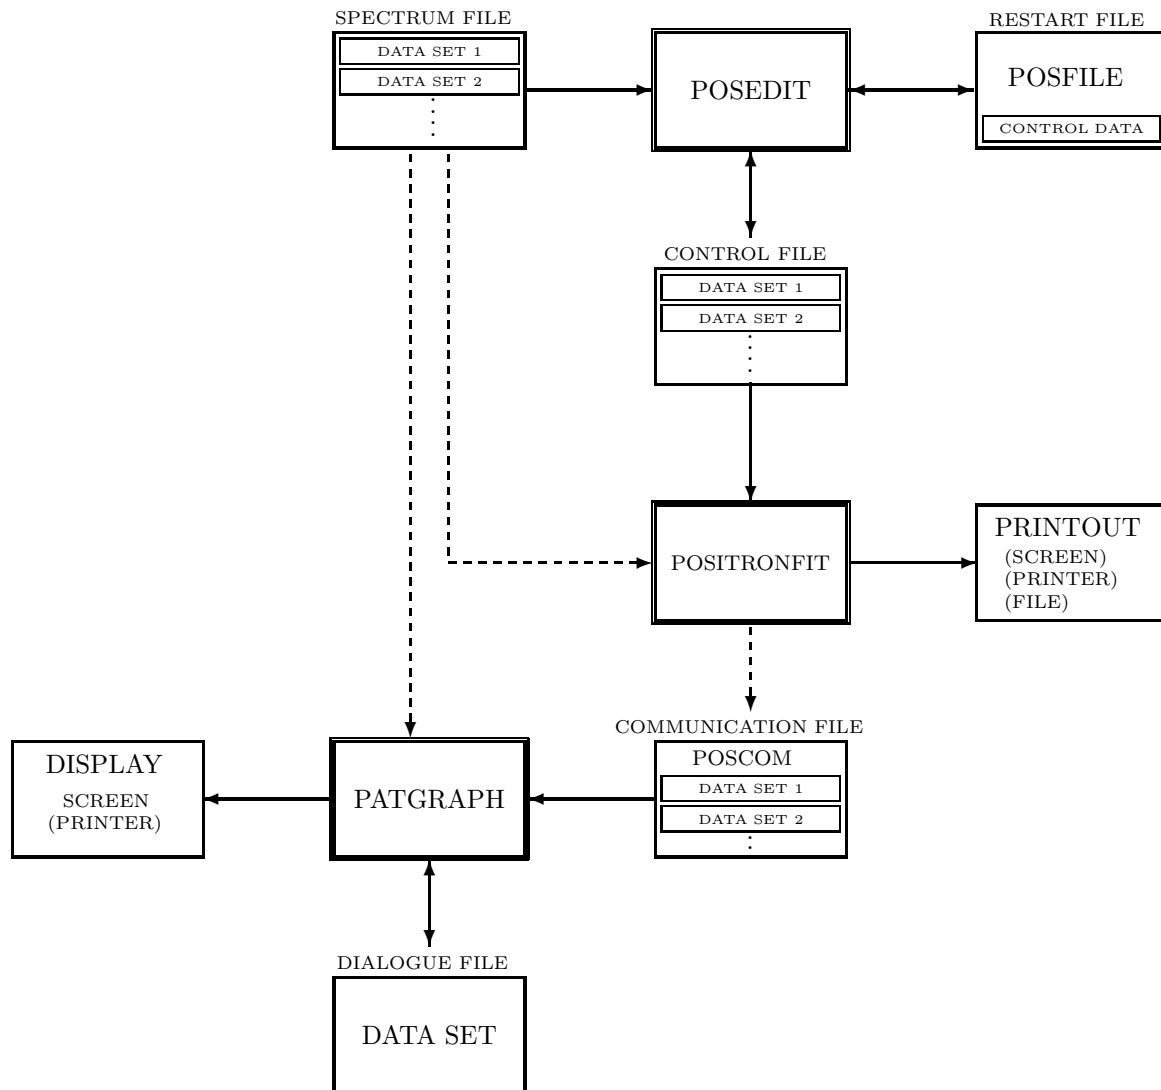 SPECTRUM FILE
DATA SET 1
DATA SET 2
POSEDIT
RESTART FILE
POSFILE
CONTROL DATA
CONTROL FILE
DATA SET 1
DATA SET 2
POSITRONFIT
PRINTOUT
(SCREEN)
(PRINTER)
(FILE)
DISPLAY
SCREEN
(PRINTER)
PATGRAPH
COMMUNICATION FILE
POSCOM
DATA SET 1
DATA SET 2
DIALOGUE FILE
DATA SET